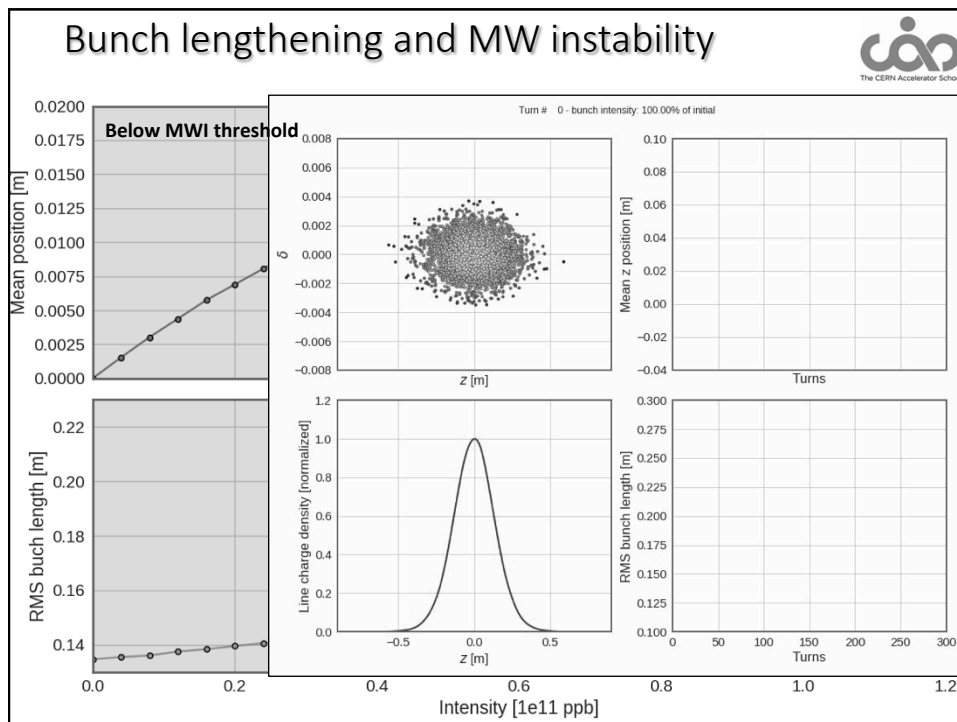 Bunch lengthening and MW instability
The CERN Accelerator School
Below MWI threshold
Mean position [m]
0.0200
0.0175
0.0150
0.0125
0.0100
0.0075
0.0050
0.0025
0.0000
RMS buch length [m]
0.22
0.20
0.18
0.16
0.14
0.0 0.2 0.4 0.6 0.8 1.0 1.2
Intensity [1e11 ppb]
Turn # 0 - bunch intensity: 100.00% of initial
δ
0.008
0.006
0.004
0.002
0.000
−0.002
−0.004
−0.006
−0.008
z [m]
Mean z position [m]
0.10
0.08
0.06
0.04
0.02
0.00
−0.02
−0.04
Turns
Line charge density [normalized]
1.2
1.0
0.8
0.6
0.4
0.2
0.0
−0.5 0.0 0.5
z [m]
RMS bunch length [m]
0.300
0.275
0.250
0.225
0.200
0.175
0.150
0.125
0.100
0 50 100 150 200 250 300
Turns